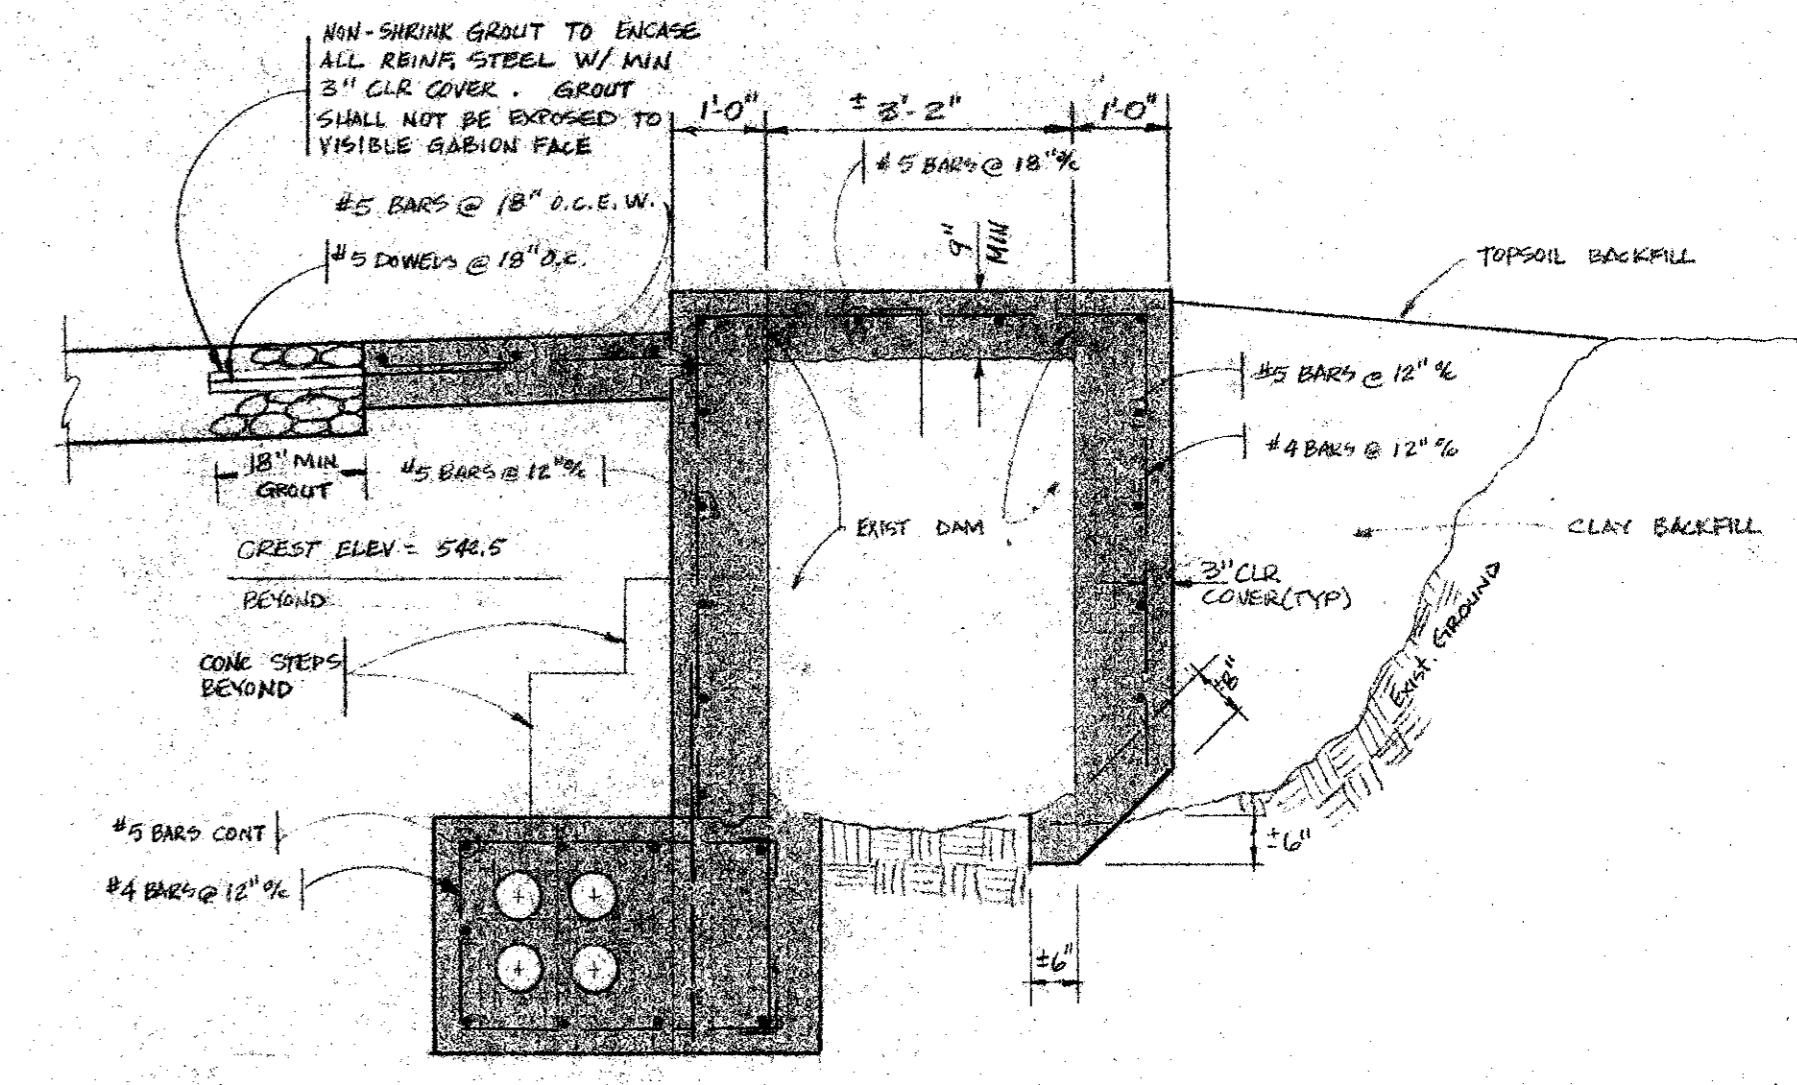 NON-SHRINK GROUT TO ENCASE
ALL REINF. STEEL W/ MIN
3" CLR COVER. GROUT
SHALL NOT BE EXPOSED TO
VISIBLE GABION FACE
1'-0"
± 3'-2"
1'-0"
#5 BARS @ 18" O/C
#5 BARS @ 18" O.C.E.W.
#5 DOWELS @ 18" O.C.
9"
MIN
TOPSOIL BACKFILL
#5 BARS @ 12" O/C
#4 BARS @ 12" O/C
18" MIN
GROUT
#5 BARS @ 12" O/C
EXIST DAM
CLAY BACKFILL
CREST ELEV = 542.5
BEYOND
3" CLR
COVER (TYP)
EXIST. GROUND
CONC STEPS
BEYOND
±8"
#5 BARS CONT
#4 BARS @ 12" O/C
±6"
±6"